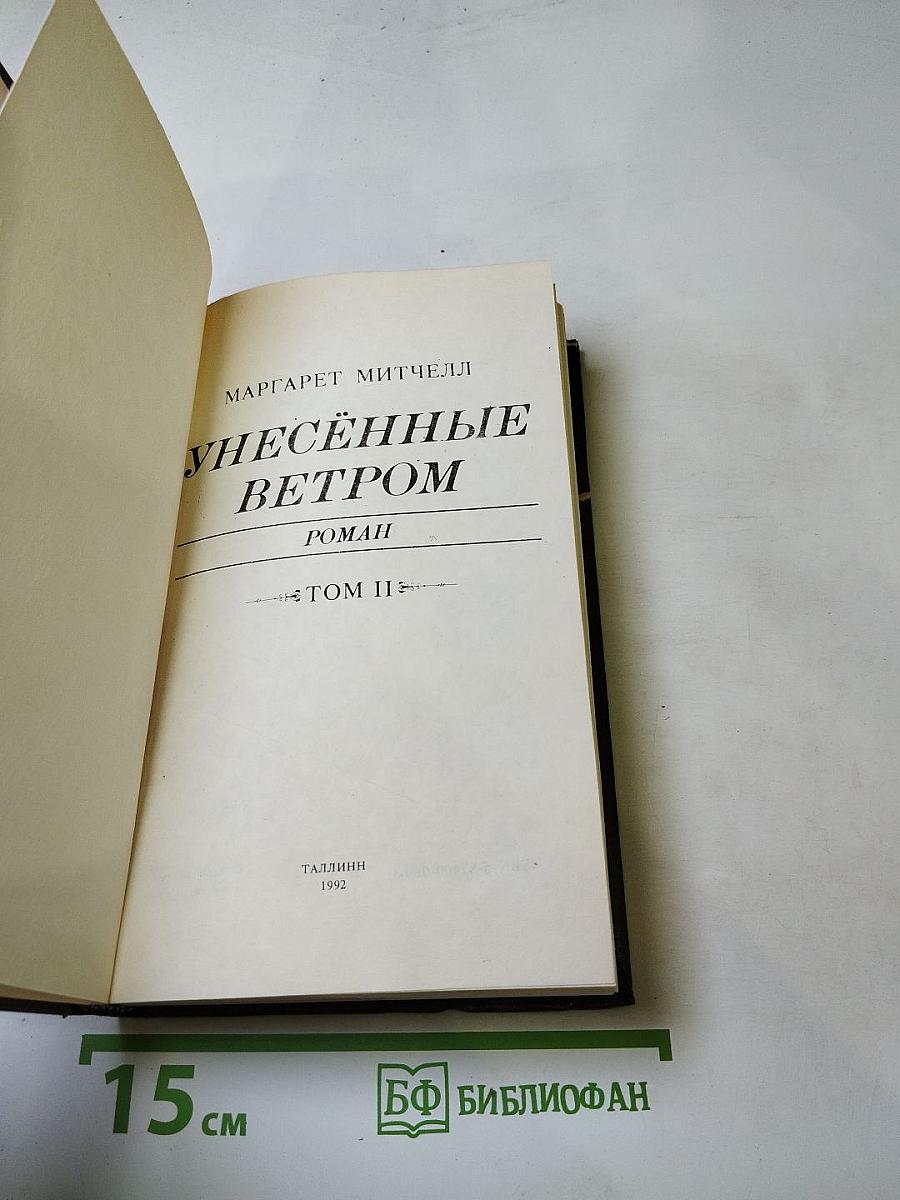 МАРГАРЕТ МИТЧЕЛЛ
УНЕСЁННЫЕ
ВЕТРОМ
РОМАН
ТОМ II
ТАЛЛИНН
1992
15 см
БФ БИБЛИОФАН